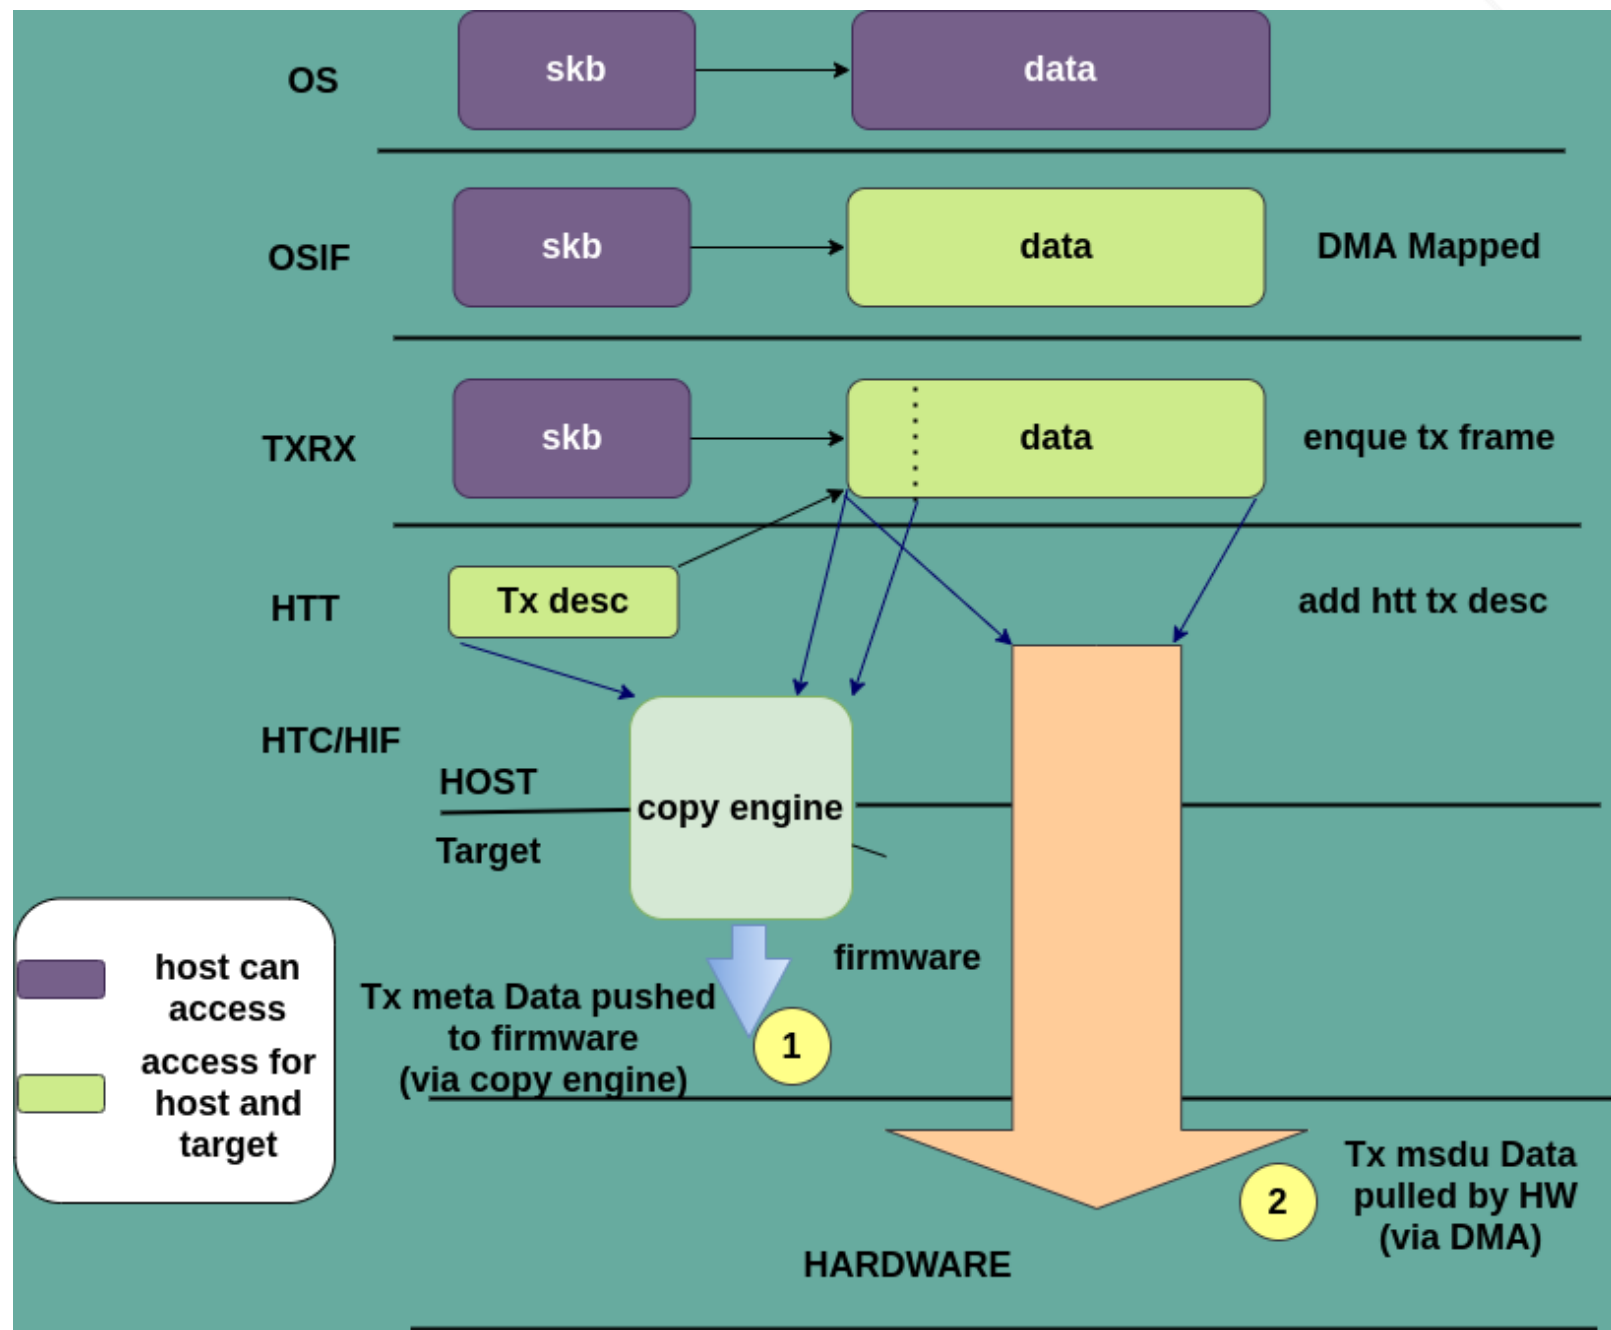 OS
skb
data
OSIF
skb
data
DMA Mapped
TXRX
skb
data
enque tx frame
HTT
Tx desc
add htt tx desc
HTC/HIF
HOST
copy engine
Target
firmware
host can
access
access for
host and
target
Tx meta Data pushed
to firmware
(via copy engine)
1
Tx msdu Data
pulled by HW
(via DMA)
2
HARDWARE